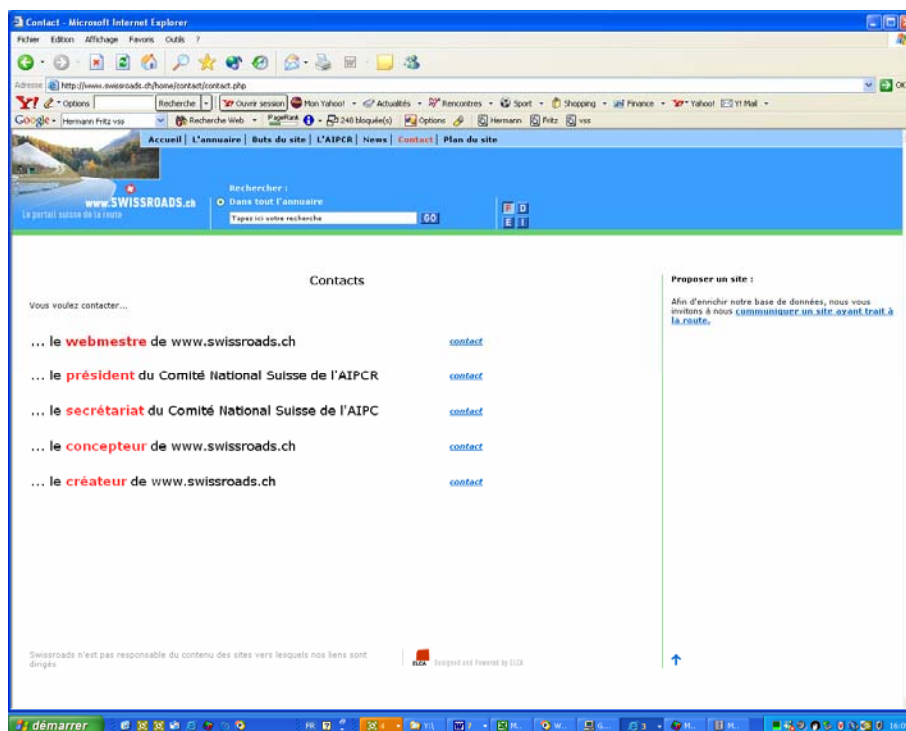 Contact - Microsoft Internet Explorer
Fichier Edition Affichage Favoris Outils ?
Adresse http://www.swissroads.ch/home/contact/contact.php OK
Y! Options Recherche Ouvrir session Mon Yahoo! Actualités Rencontres Sport Shopping Finance Yahoo! Y! Mail
Google Hermann Fritz vss Recherche Web PageRank 240 bloquée(s) Options Hermann Fritz vss
Accueil | L'annuaire | Buts du site | L'AIPCR | News | Contact | Plan du site
Rechercher :
www.SWISSROADS.ch Dans tout l'annuaire
Le portail suisse de la route Tapez ici votre recherche GO
F D
E I
Contacts
Vous voulez contacter...
... le webmestre de www.swissroads.ch contact
... le président du Comité National Suisse de l'AIPCR contact
... le secrétariat du Comité National Suisse de l'AIPC contact
... le concepteur de www.swissroads.ch contact
... le créateur de www.swissroads.ch contact
Proposer un site :
Afin d'enrichir notre base de données, nous vous
invitons à nous communiquer un site ayant trait à
la route.
Swissroads n'est pas responsable du contenu des sites vers lesquels nos liens sont
dirigés
ELCA Designed and Powered by ELCA
démarrer FR